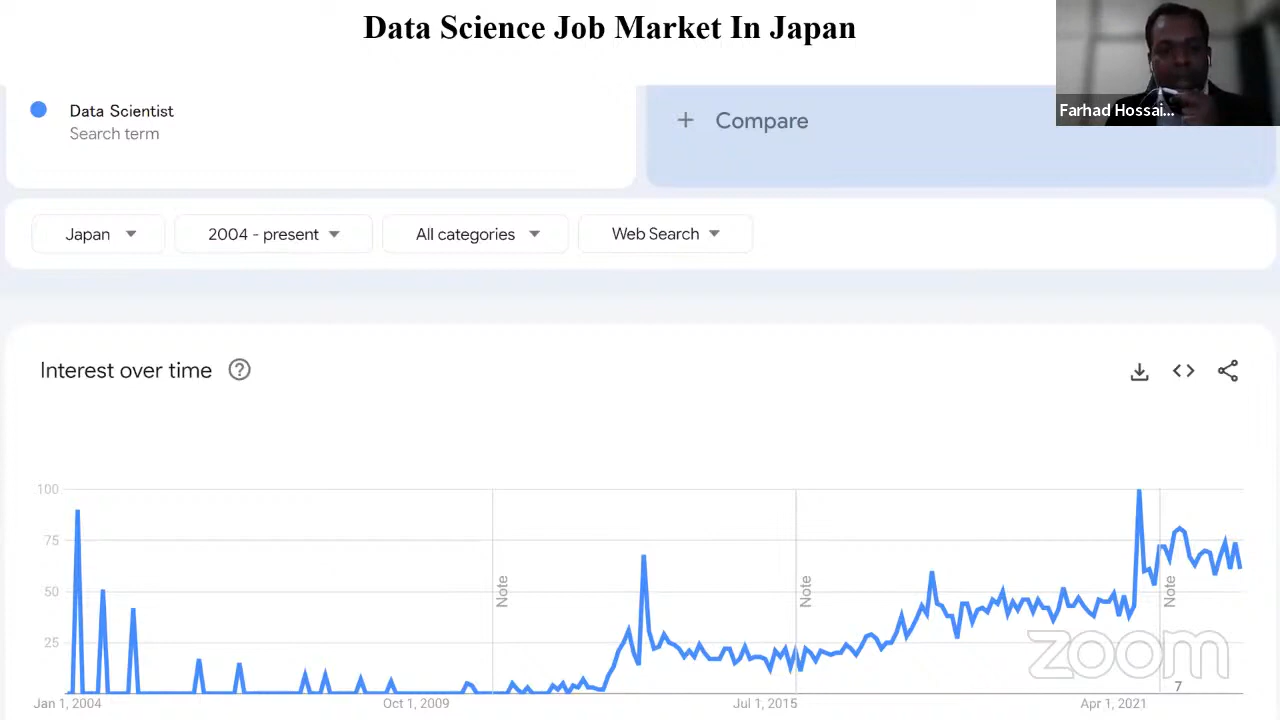 Data Science Job Market In Japan
Farhad Hossai...
Data Scientist
Search term
+ Compare
Japan
2004 - present
All categories
Web Search
Interest over time
?
100
75
50
25
Note
Note
Note
zoom
7
Jan 1, 2004
Oct 1, 2009
Jul 1, 2015
Apr 1, 2021